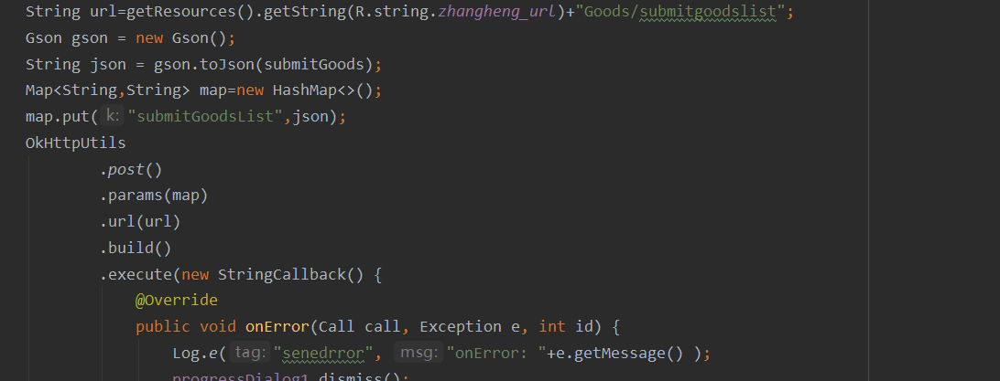 String url=getResources().getString(R.string.zhangheng_url)+"Goods/submitgoodslist";
Gson gson = new Gson();
String json = gson.toJson(submitGoods);
Map<String,String> map=new HashMap<>();
map.put( k: "submitGoodsList",json);
OkHttpUtils
.post()
.params(map)
.url(url)
.build()
.execute(new StringCallback() {
@Override
public void onError(Call call, Exception e, int id) {
Log.e( tag: "senedrror", msg: "onError: "+e.getMessage() );
progressDialog1.dismiss();